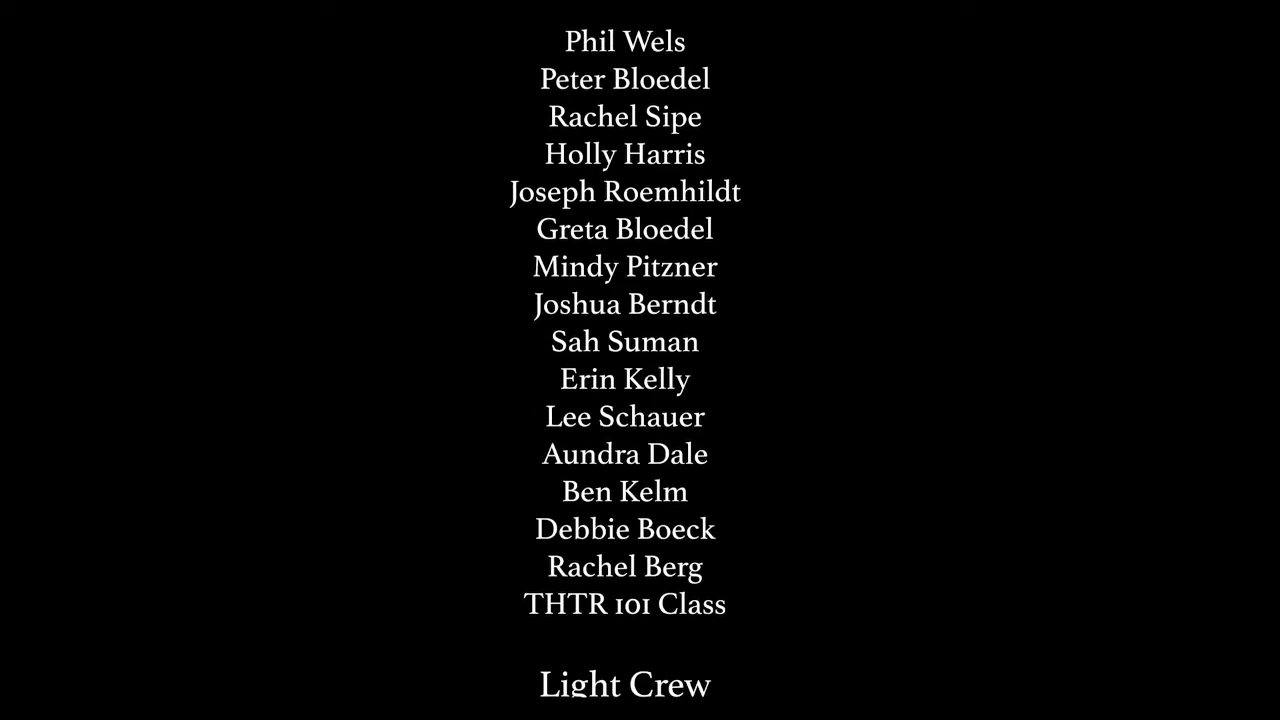 Phil Wels
Peter Bloedel
Rachel Sipe
Holly Harris
Joseph Roemhildt
Greta Bloedel
Mindy Pitzner
Joshua Berndt
Sah Suman
Erin Kelly
Lee Schauer
Aundra Dale
Ben Kelm
Debbie Boeck
Rachel Berg
THTR 101 Class
Light Crew